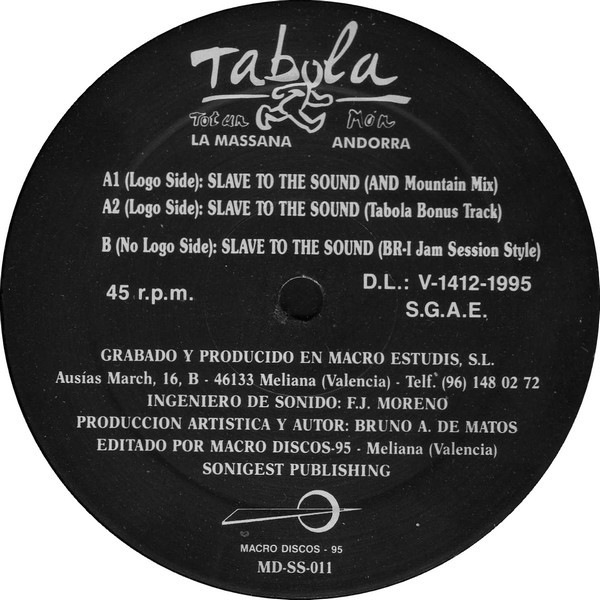 Tabola
Tot un Món
LA MASSANA ANDORRA
A1 (Logo Side): SLAVE TO THE SOUND (AND Mountain Mix)
A2 (Logo Side): SLAVE TO THE SOUND (Tabola Bonus Track)
B (No Logo Side): SLAVE TO THE SOUND (BR-I Jam Session Style)
45 r.p.m.
D.L.: V-1412-1995
S.G.A.E.
GRABADO Y PRODUCIDO EN MACRO ESTUDIS, S.L.
Ausías March, 16, B - 46133 Meliana (Valencia) - Telf. (96) 148 02 72
INGENIERO DE SONIDO: F.J. MORENO
PRODUCCION ARTISTICA Y AUTOR: BRUNO A. DE MATOS
EDITADO POR MACRO DISCOS-95 - Meliana (Valencia)
SONIGEST PUBLISHING
MACRO DISCOS - 95
MD-SS-011